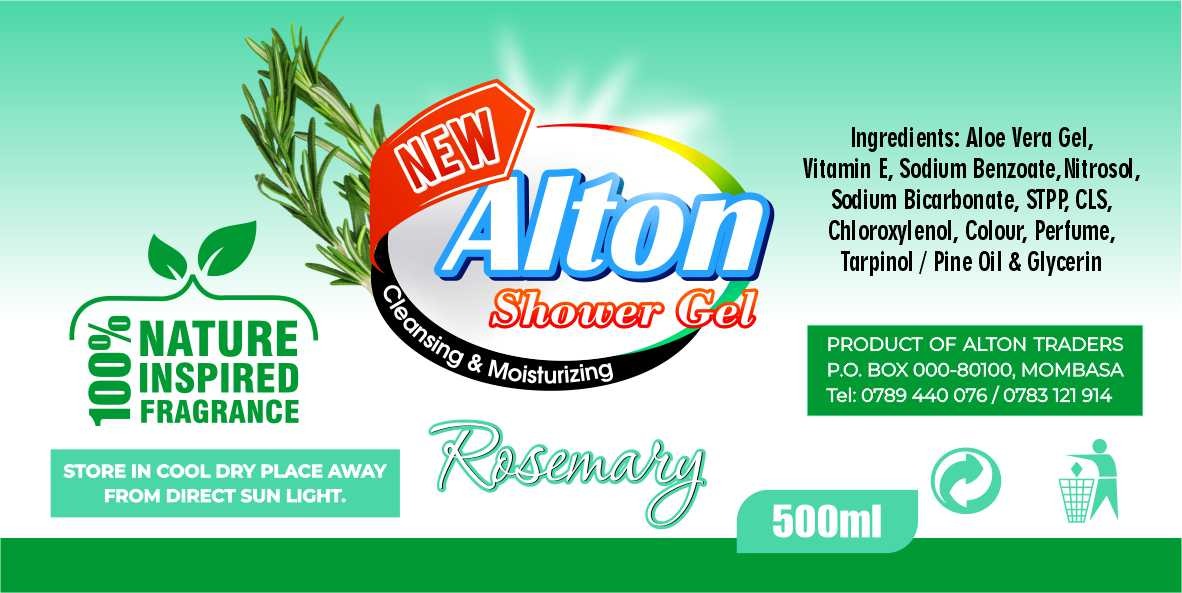 NEW
Alton
Shower Gel
Cleansing & Moisturizing
Rosemary
500ml
100%
NATURE
INSPIRED
FRAGRANCE
STORE IN COOL DRY PLACE AWAY
FROM DIRECT SUN LIGHT.
Ingredients: Aloe Vera Gel,
Vitamin E, Sodium Benzoate, Nitrosol,
Sodium Bicarbonate, STPP, CLS,
Chloroxylenol, Colour, Perfume,
Tarpinol / Pine Oil & Glycerin
PRODUCT OF ALTON TRADERS
P.O. BOX 000-80100, MOMBASA
Tel: 0789 440 076 / 0783 121 914